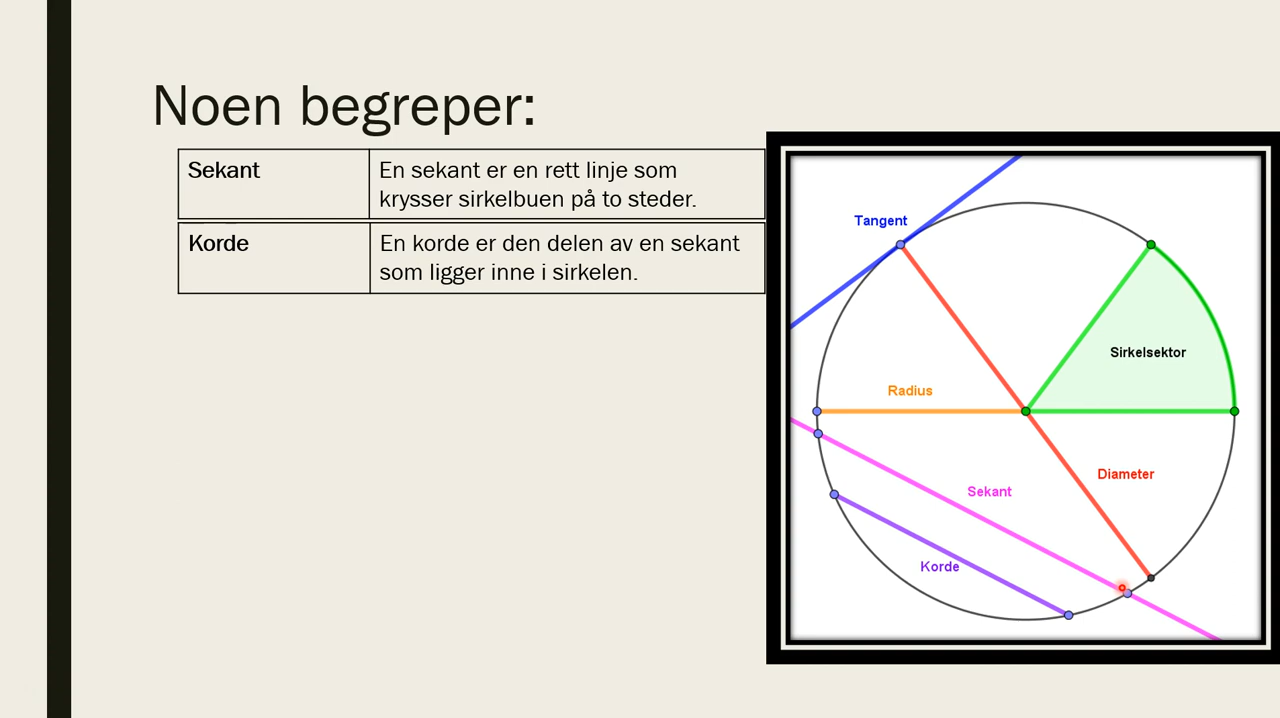 Noen begreper:
Sekant
En sekant er en rett linje som
krysser sirkelbuen på to steder.
Korde
En korde er den delen av en sekant
som ligger inne i sirkelen.
Tangent
Sirkelsektor
Radius
Diameter
Sekant
Korde